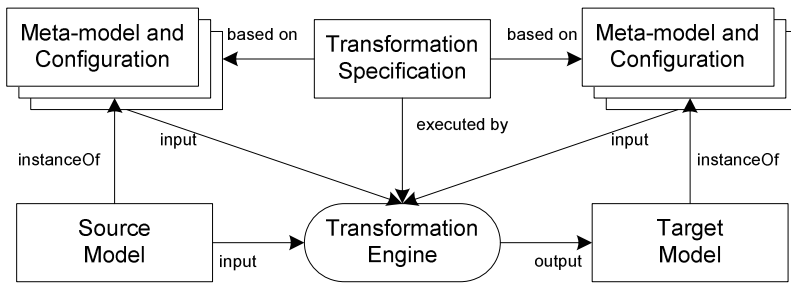 Meta-model and
Configuration
based on
Transformation
Specification
based on
Meta-model and
Configuration
executed by
input
input
instanceOf
instanceOf
Source
Model
input
Transformation
Engine
output
Target
Model